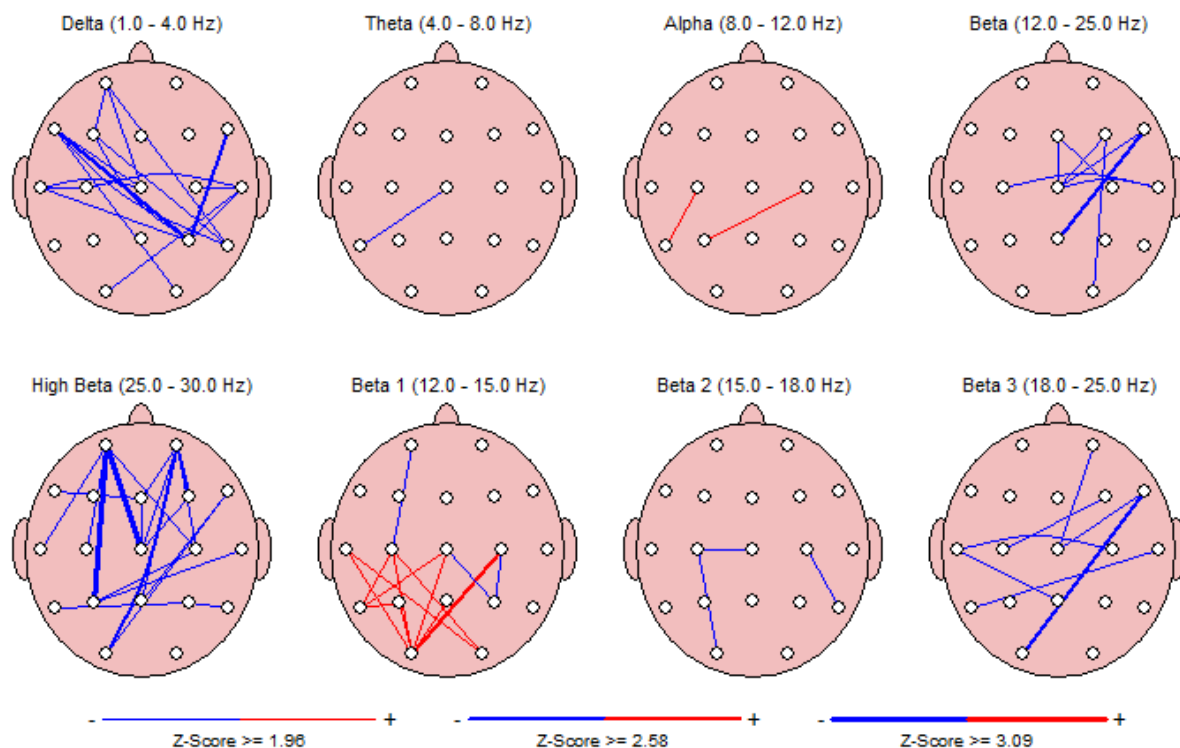 Delta (1.0 - 4.0 Hz) Theta (4.0 - 8.0 Hz) Alpha (8.0 - 12.0 Hz) Beta (12.0 - 25.0 Hz)
High Beta (25.0 - 30.0 Hz) Beta 1 (12.0 - 15.0 Hz) Beta 2 (15.0 - 18.0 Hz) Beta 3 (18.0 - 25.0 Hz)
- + - + - +
Z-Score >= 1.96 Z-Score >= 2.58 Z-Score >= 3.09